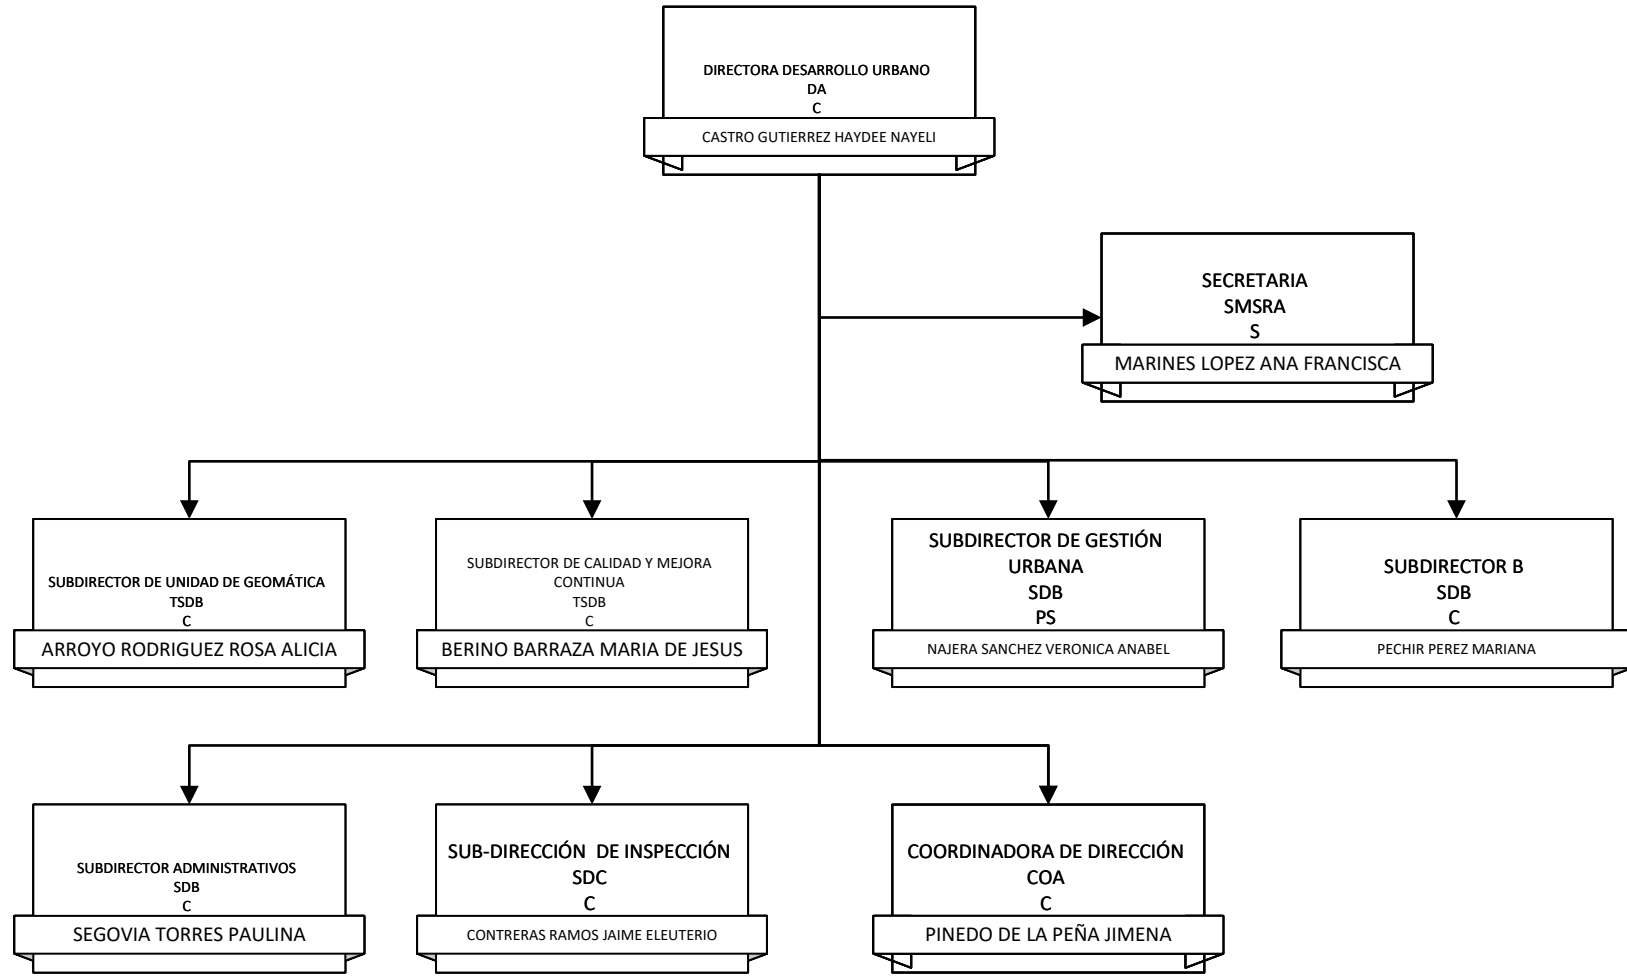 DIRECTORA DESARROLLO URBANO
DA
C
CASTRO GUTIERREZ HAYDEE NAYELI
SECRETARIA
SMSRA
S
MARINES LOPEZ ANA FRANCISCA
SUBDIRECTOR DE UNIDAD DE GEOMÁTICA
TSDB
C
ARROYO RODRIGUEZ ROSA ALICIA
SUBDIRECTOR DE CALIDAD Y MEJORA
CONTINUA
TSDB
C
BERINO BARRAZA MARIA DE JESUS
SUBDIRECTOR DE GESTIÓN
URBANA
SDB
PS
NAJERA SANCHEZ VERONICA ANABEL
SUBDIRECTOR B
SDB
C
PECHIR PEREZ MARIANA
SUBDIRECTOR ADMINISTRATIVOS
SDB
C
SEGOVIA TORRES PAULINA
SUB-DIRECCIÓN  DE INSPECCIÓN
SDC
C
CONTRERAS RAMOS JAIME ELEUTERIO
COORDINADORA DE DIRECCIÓN
COA
C
PINEDO DE LA PEÑA JIMENA